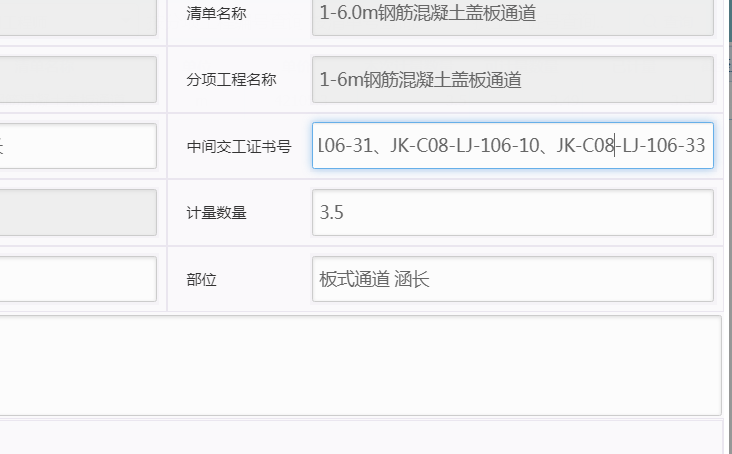 清单名称 1-6.0m钢筋混凝土盖板通道
分项工程名称 1-6m钢筋混凝土盖板通道
中间交工证书号 106-31、JK-C08-LJ-106-10、JK-C08-LJ-106-33
计量数量 3.5
部位 板式通道 涵长